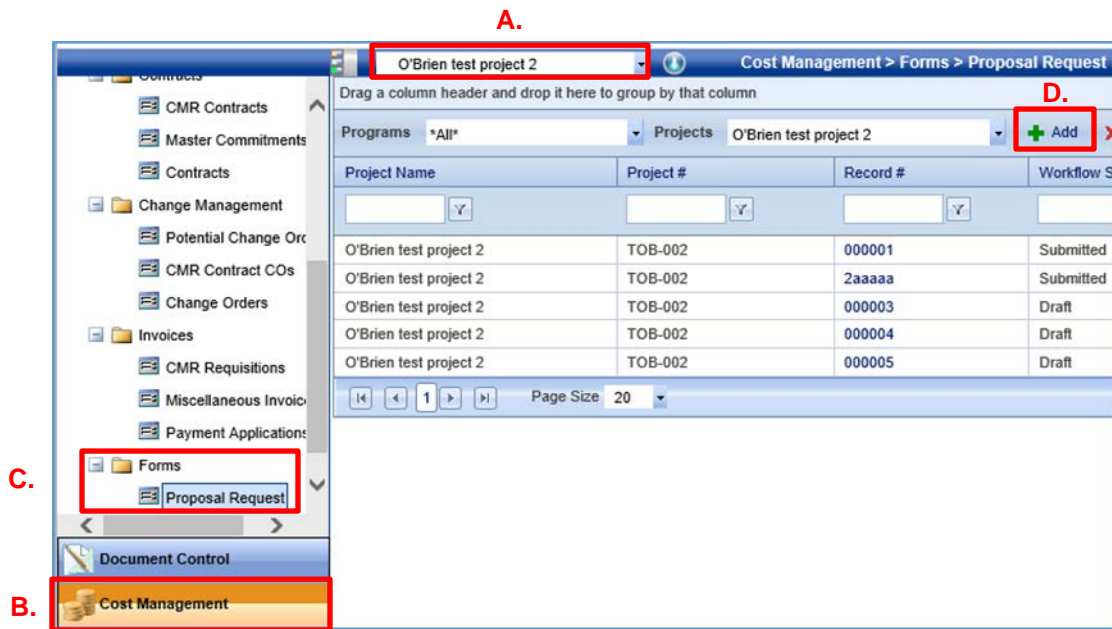 A.
O'Brien test project 2
Cost Management > Forms > Proposal Request
Contracts
CMR Contracts
Master Commitments
Contracts
Change Management
Potential Change Orc
CMR Contract COs
Change Orders
Invoices
CMR Requisitions
Miscellaneous Invoic
Payment Applications
C.
Forms
Proposal Request
Document Control
B.
Cost Management
Drag a column header and drop it here to group by that column
D.
Programs *All* Projects O'Brien test project 2 Add
Project Name Project # Record # Workflow S
O'Brien test project 2 TOB-002 000001 Submitted
O'Brien test project 2 TOB-002 2aaaaa Submitted
O'Brien test project 2 TOB-002 000003 Draft
O'Brien test project 2 TOB-002 000004 Draft
O'Brien test project 2 TOB-002 000005 Draft
1 Page Size 20